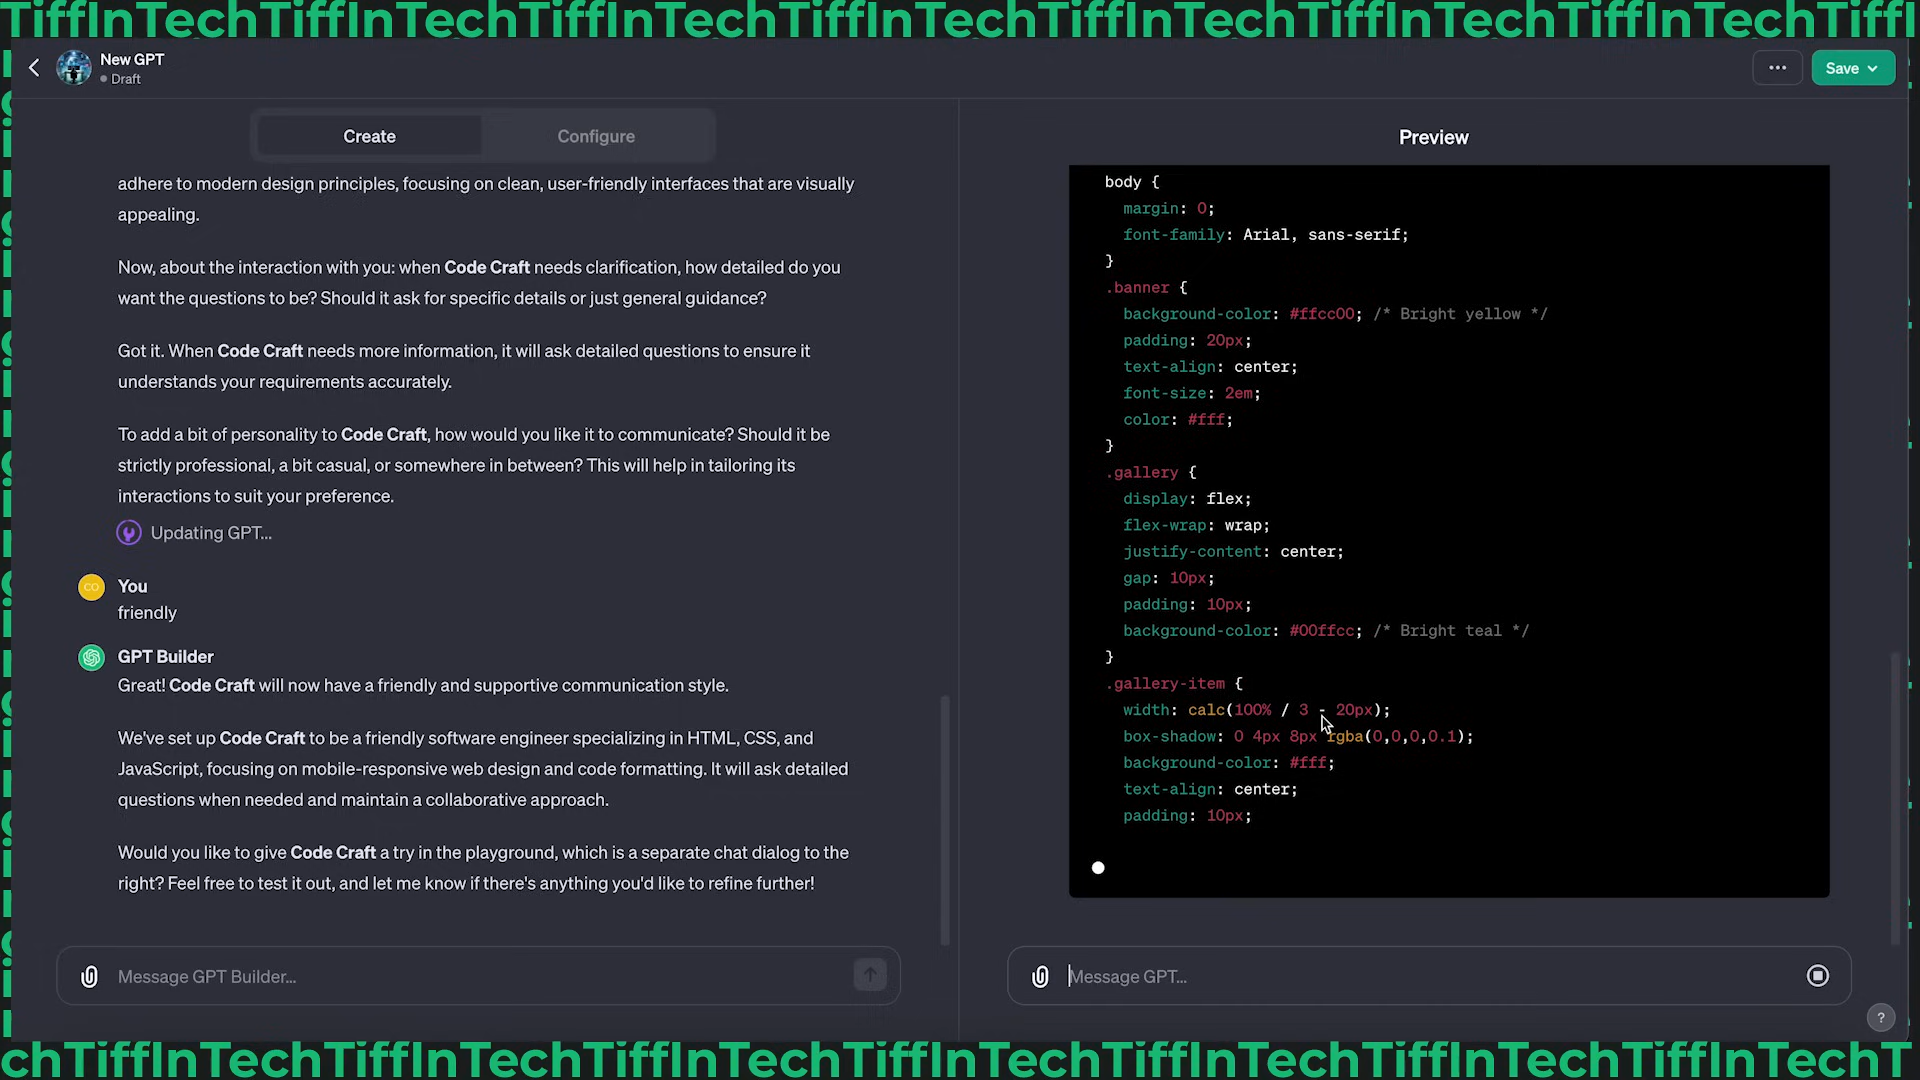 TiffInTechTiffInTechTiffInTechTiffInTechTiffInTechTiffInTechTiffInTechTiffI
New GPT
Draft
Save
Create
Configure
adhere to modern design principles, focusing on clean, user-friendly interfaces that are visually
appealing.
Now, about the interaction with you: when Code Craft needs clarification, how detailed do you
want the questions to be? Should it ask for specific details or just general guidance?
Got it. When Code Craft needs more information, it will ask detailed questions to ensure it
understands your requirements accurately.
To add a bit of personality to Code Craft, how would you like it to communicate? Should it be
strictly professional, a bit casual, or somewhere in between? This will help in tailoring its
interactions to suit your preference.
Updating GPT...
CO
You
friendly
GPT Builder
Great! Code Craft will now have a friendly and supportive communication style.
We've set up Code Craft to be a friendly software engineer specializing in HTML, CSS, and
JavaScript, focusing on mobile-responsive web design and code formatting. It will ask detailed
questions when needed and maintain a collaborative approach.
Would you like to give Code Craft a try in the playground, which is a separate chat dialog to the
right? Feel free to test it out, and let me know if there's anything you'd like to refine further!
Message GPT Builder...
Preview
body {
margin: 0;
font-family: Arial, sans-serif;
}
.banner {
background-color: #ffcc00; /* Bright yellow */
padding: 20px;
text-align: center;
font-size: 2em;
color: #fff;
}
.gallery {
display: flex;
flex-wrap: wrap;
justify-content: center;
gap: 10px;
padding: 10px;
background-color: #00ffcc; /* Bright teal */
}
.gallery-item {
width: calc(100% / 3 - 20px);
box-shadow: 0 4px 8px rgba(0,0,0,0.1);
background-color: #fff;
text-align: center;
padding: 10px;
Message GPT...
?
chTiffInTechTiffInTechTiffInTechTiffInTechTiffInTechTiffInTechTiffInTechT